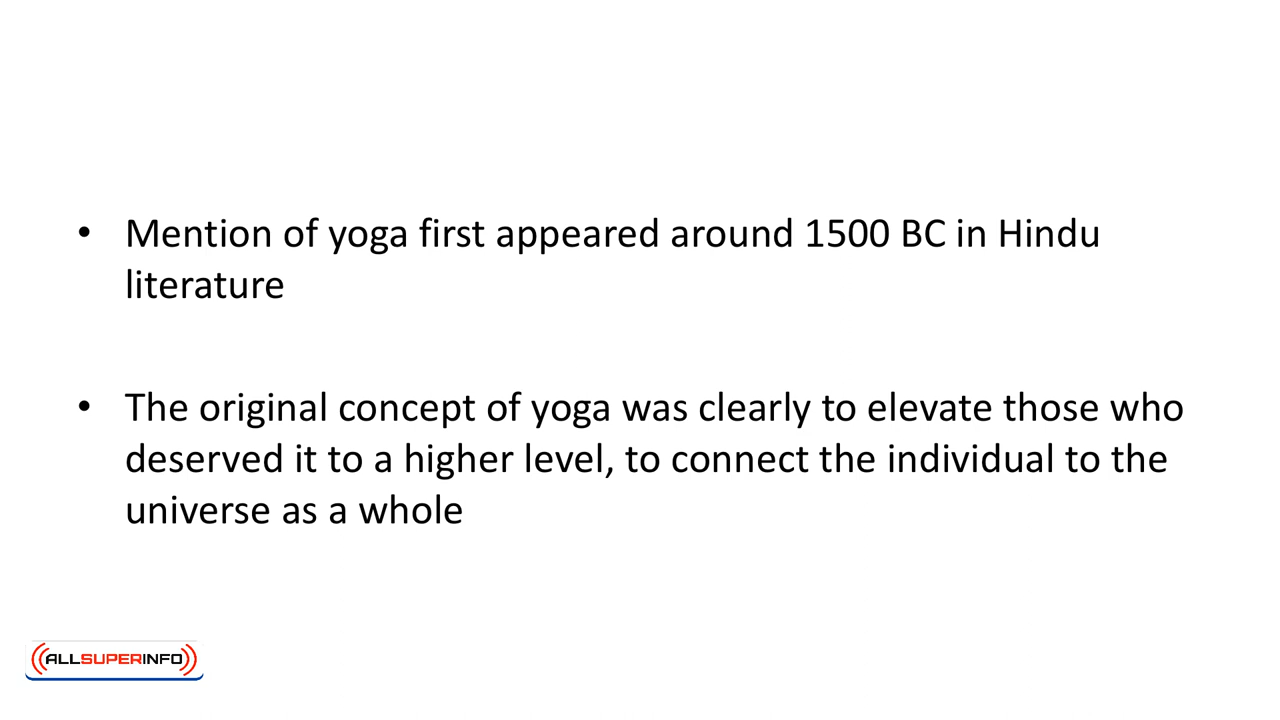 • Mention of yoga first appeared around 1500 BC in Hindu
literature
• The original concept of yoga was clearly to elevate those who
deserved it to a higher level, to connect the individual to the
universe as a whole
ALLSUPERINFO